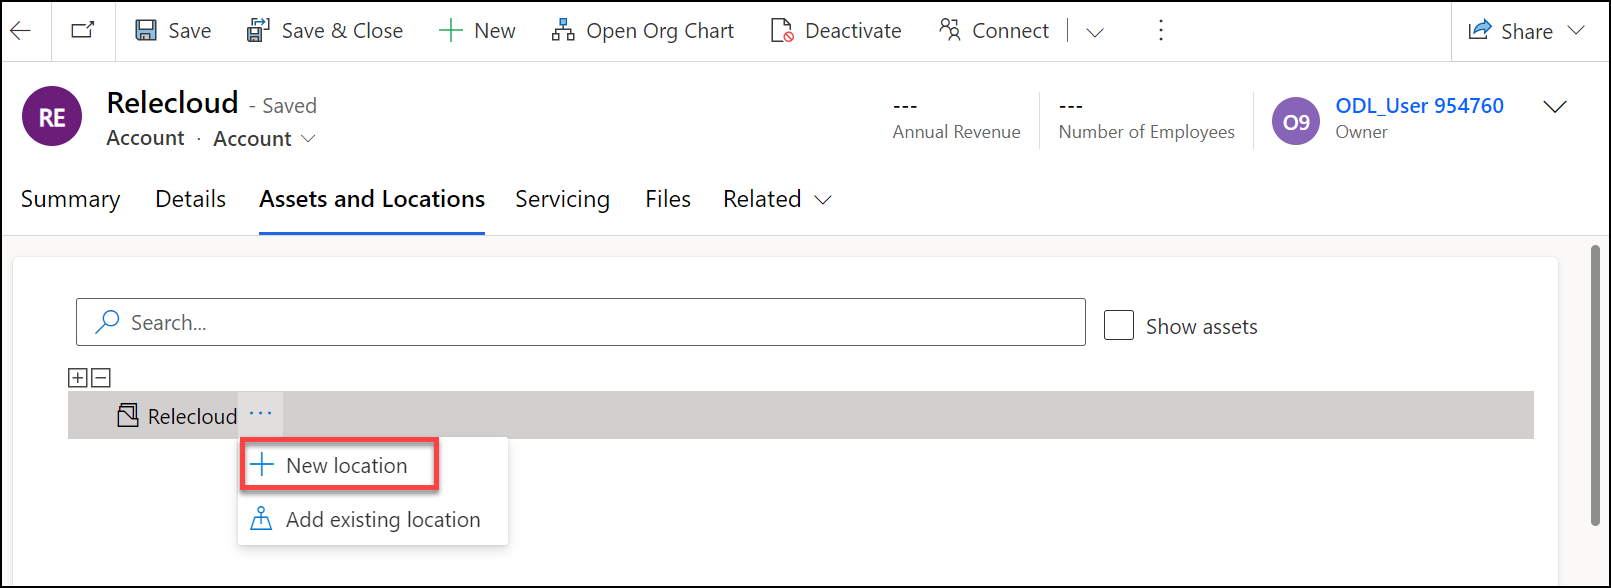 Save Save & Close New Open Org Chart Deactivate Connect Share
RE Relecloud - Saved
Account · Account
--- Annual Revenue
--- Number of Employees
O9 ODL_User 954760
Owner
Summary Details Assets and Locations Servicing Files Related
Search... Show assets
Relecloud ...
New location
Add existing location